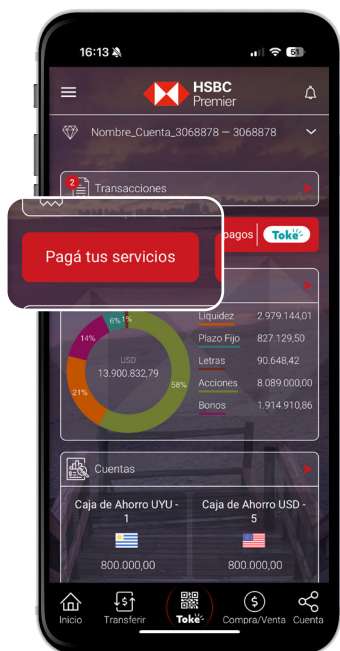 16:13
51
HSBC
Premier
Nombre_Cuenta_3068878 – 3068878
2
Transacciones
Pagá tus servicios
pagos
Toke
Liquidez 2.979.144,01
Plazo Fijo 827.129,50
Letras 90.648,42
Acciones 8.089.000,00
Bonos 1.914.910,86
6%
1%
14%
USD
13.900.832,79
58%
21%
Cuentas
Caja de Ahorro UYU - 1
Caja de Ahorro USD - 5
800.000,00
800.000,00
Inicio
Transferir
Toke
Compra/Venta
Cuenta